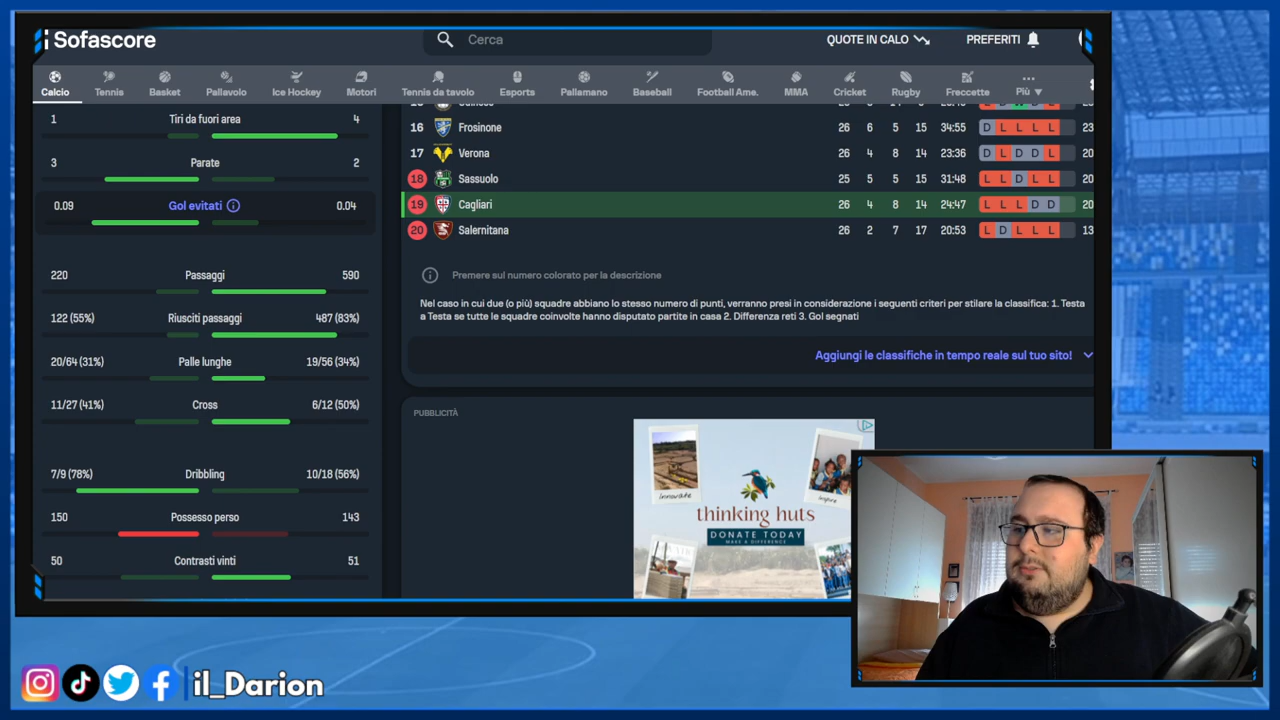 Sofascore
Cerca
QUOTE IN CALO
PREFERITI
Calcio
Tennis
Basket
Pallavolo
Ice Hockey
Motori
Tennis da tavolo
Esports
Pallamano
Baseball
Football Ame.
MMA
Cricket
Rugby
Freccette
Più ▼
1 Tiri da fuori area 4
3 Parate 2
0.09 Gol evitati 0.04
220 Passaggi 590
122 (55%) Riusciti passaggi 487 (83%)
20/64 (31%) Palle lunghe 19/56 (34%)
11/27 (41%) Cross 6/12 (50%)
7/9 (78%) Dribbling 10/18 (56%)
150 Possesso perso 143
50 Contrasti vinti 51
16 Frosinone 26 6 5 15 34:55 D L L L L 23
17 Verona 26 4 8 14 23:36 D L D D L 20
18 Sassuolo 25 5 5 15 31:48 L L D L L 20
19 Cagliari 26 4 8 14 24:47 L L L D D 20
20 Salernitana 26 2 7 17 20:53 L D L L L 13
Premere sul numero colorato per la descrizione
Nel caso in cui due (o più) squadre abbiano lo stesso numero di punti, verranno presi in considerazione i seguenti criteri per stilare la classifica: 1. Testa
a Testa se tutte le squadre coinvolte hanno disputato partite in casa 2. Differenza reti 3. Gol segnati
Aggiungi le classifiche in tempo reale sul tuo sito!
PUBBLICITÀ
innovate
inspire
thinking huts
DONATE TODAY
MAKE A DIFFERENCE
il_Darion